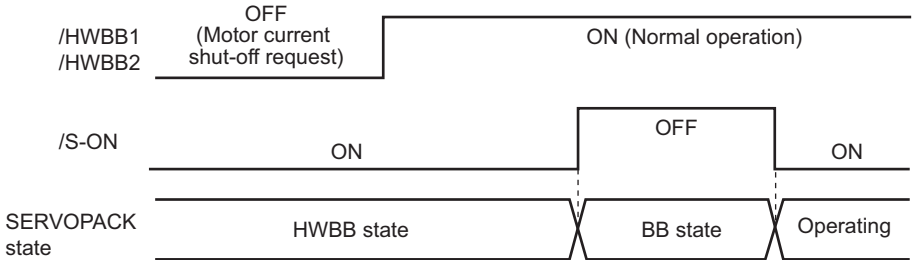 OFF
(Motor current
shut-off request)
/HWBB1
/HWBB2
ON (Normal operation)
/S-ON
ON
OFF
ON
SERVOPACK
state
HWBB state
BB state
Operating